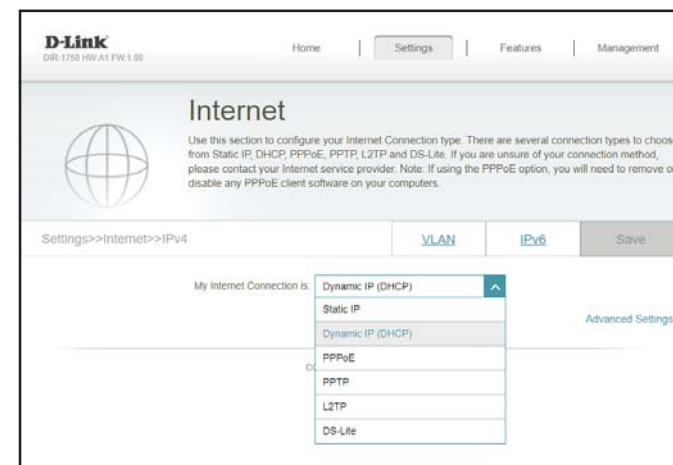 D-Link
DIR-1750 HW:A1 FW:1.00
Home | Settings | Features | Management
Internet
Use this section to configure your Internet Connection type. There are several connection types to choos
from Static IP, DHCP, PPPoE, PPTP, L2TP and DS-Lite. If you are unsure of your connection method,
please contact your Internet service provider. Note: If using the PPPoE option, you will need to remove o
disable any PPPoE client software on your computers.
Settings>>Internet>>IPv4
VLAN
IPv6
Save
My Internet Connection is: Dynamic IP (DHCP)
Static IP
Advanced Settings
Dynamic IP (DHCP)
PPPoE
PPTP
L2TP
DS-Lite